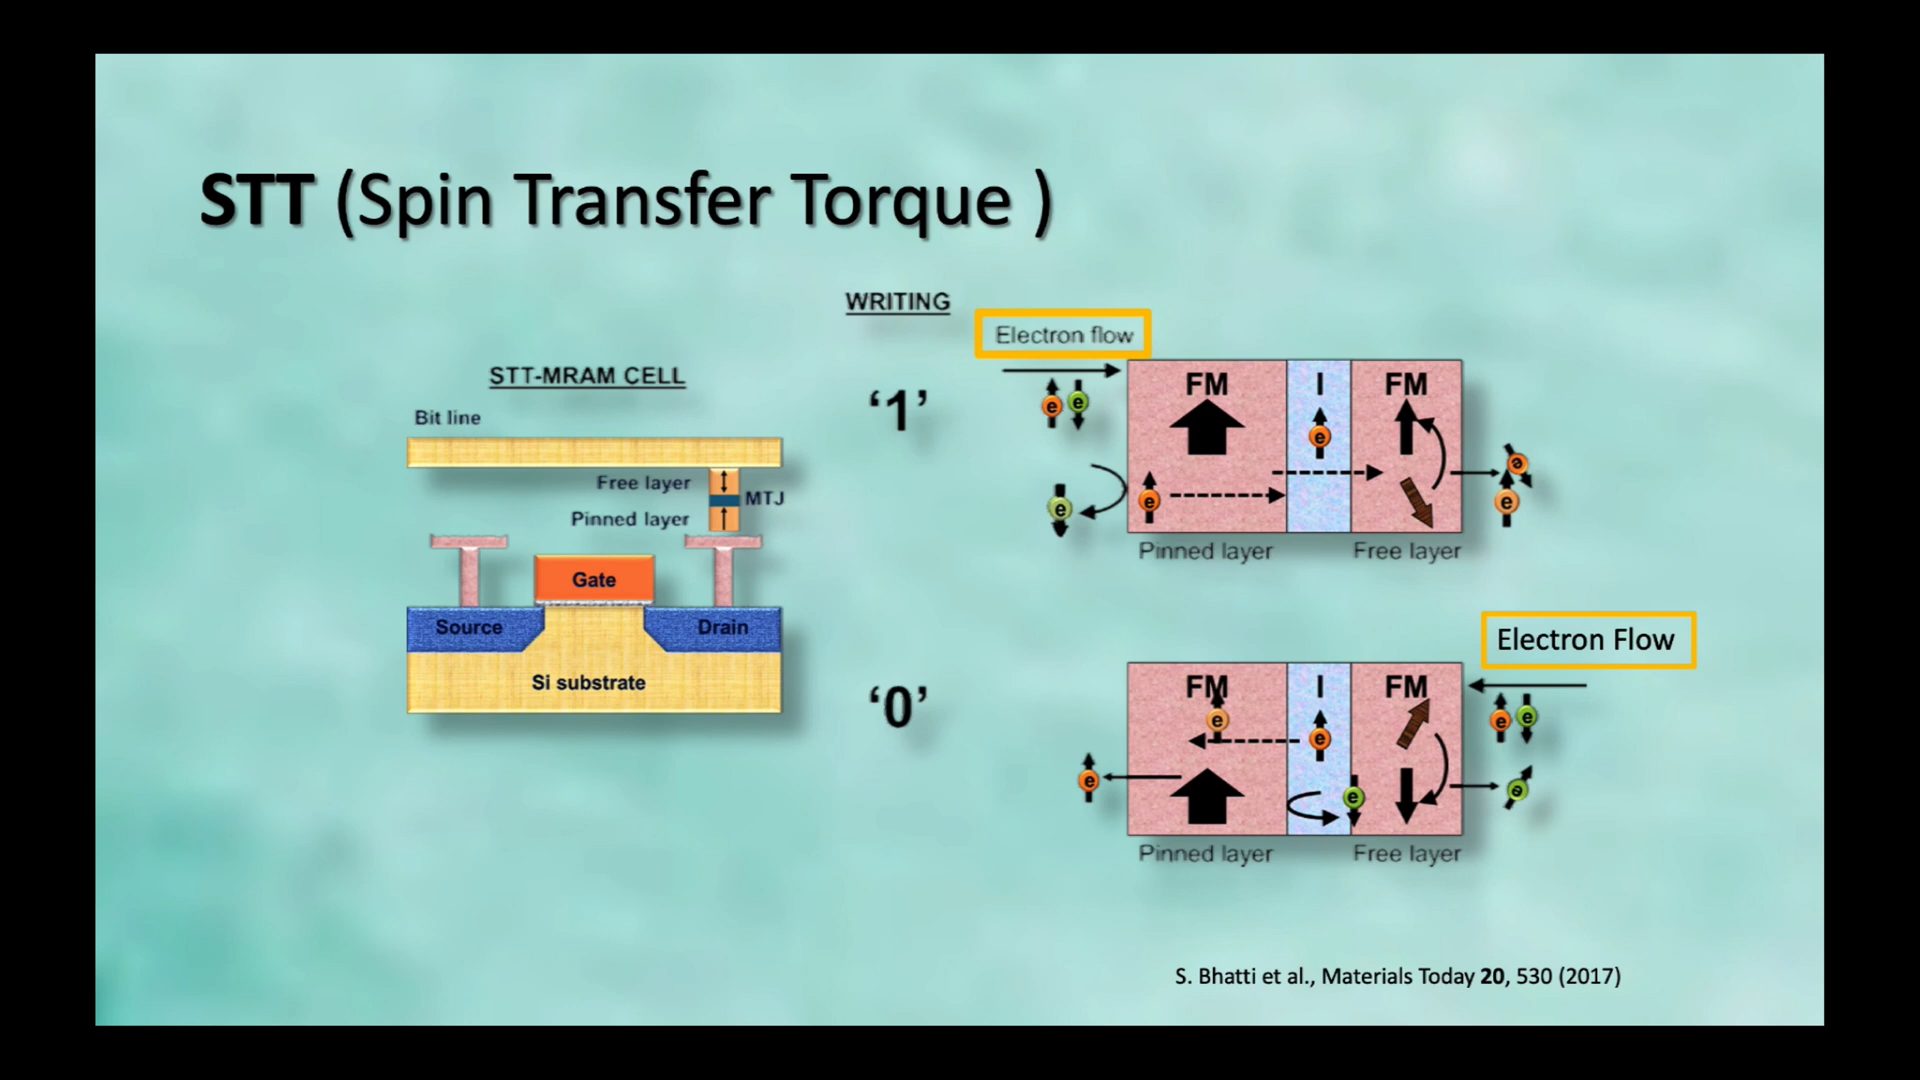 STT (Spin Transfer Torque )
WRITING
Electron flow
STT-MRAM CELL
Bit line
Free layer
MTJ
Pinned layer
Gate
Source
Drain
Si substrate
‘1’
e e
FM I FM
e
e
e
e
e
e
Pinned layer Free layer
Electron Flow
‘0’
FM I FM
e
e
e e
e
e
e
Pinned layer Free layer
S. Bhatti et al., Materials Today 20, 530 (2017)